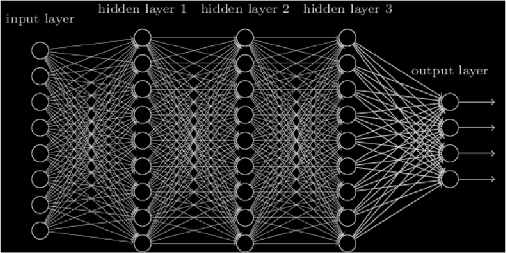 hidden layer 1 hidden layer 2 hidden layer 3
input layer
output layer